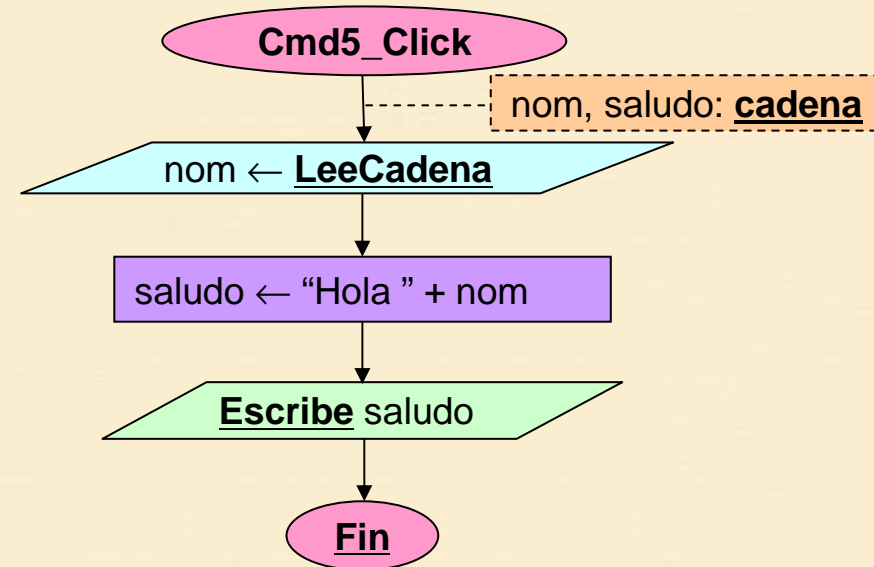 Cmd5_Click
nom, saludo: cadena
nom ← LeeCadena
saludo ← “Hola ” + nom
Escribe saludo
Fin